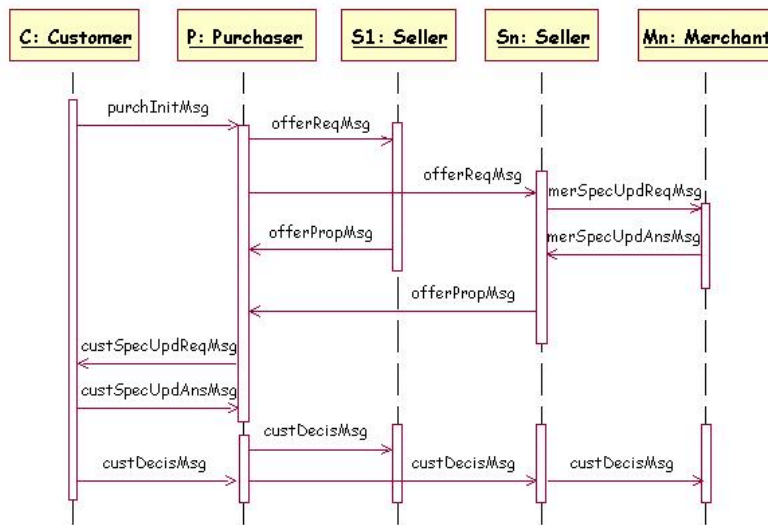 C: Customer
P: Purchaser
S1: Seller
Sn: Seller
Mn: Merchant
purchInitMsg
offerReqMsg
offerReqMsg
merSpecUpdReqMsg
offerPropMsg
merSpecUpdAnsMsg
offerPropMsg
custSpecUpdReqMsg
custSpecUpdAnsMsg
custDecisMsg
custDecisMsg
custDecisMsg
custDecisMsg